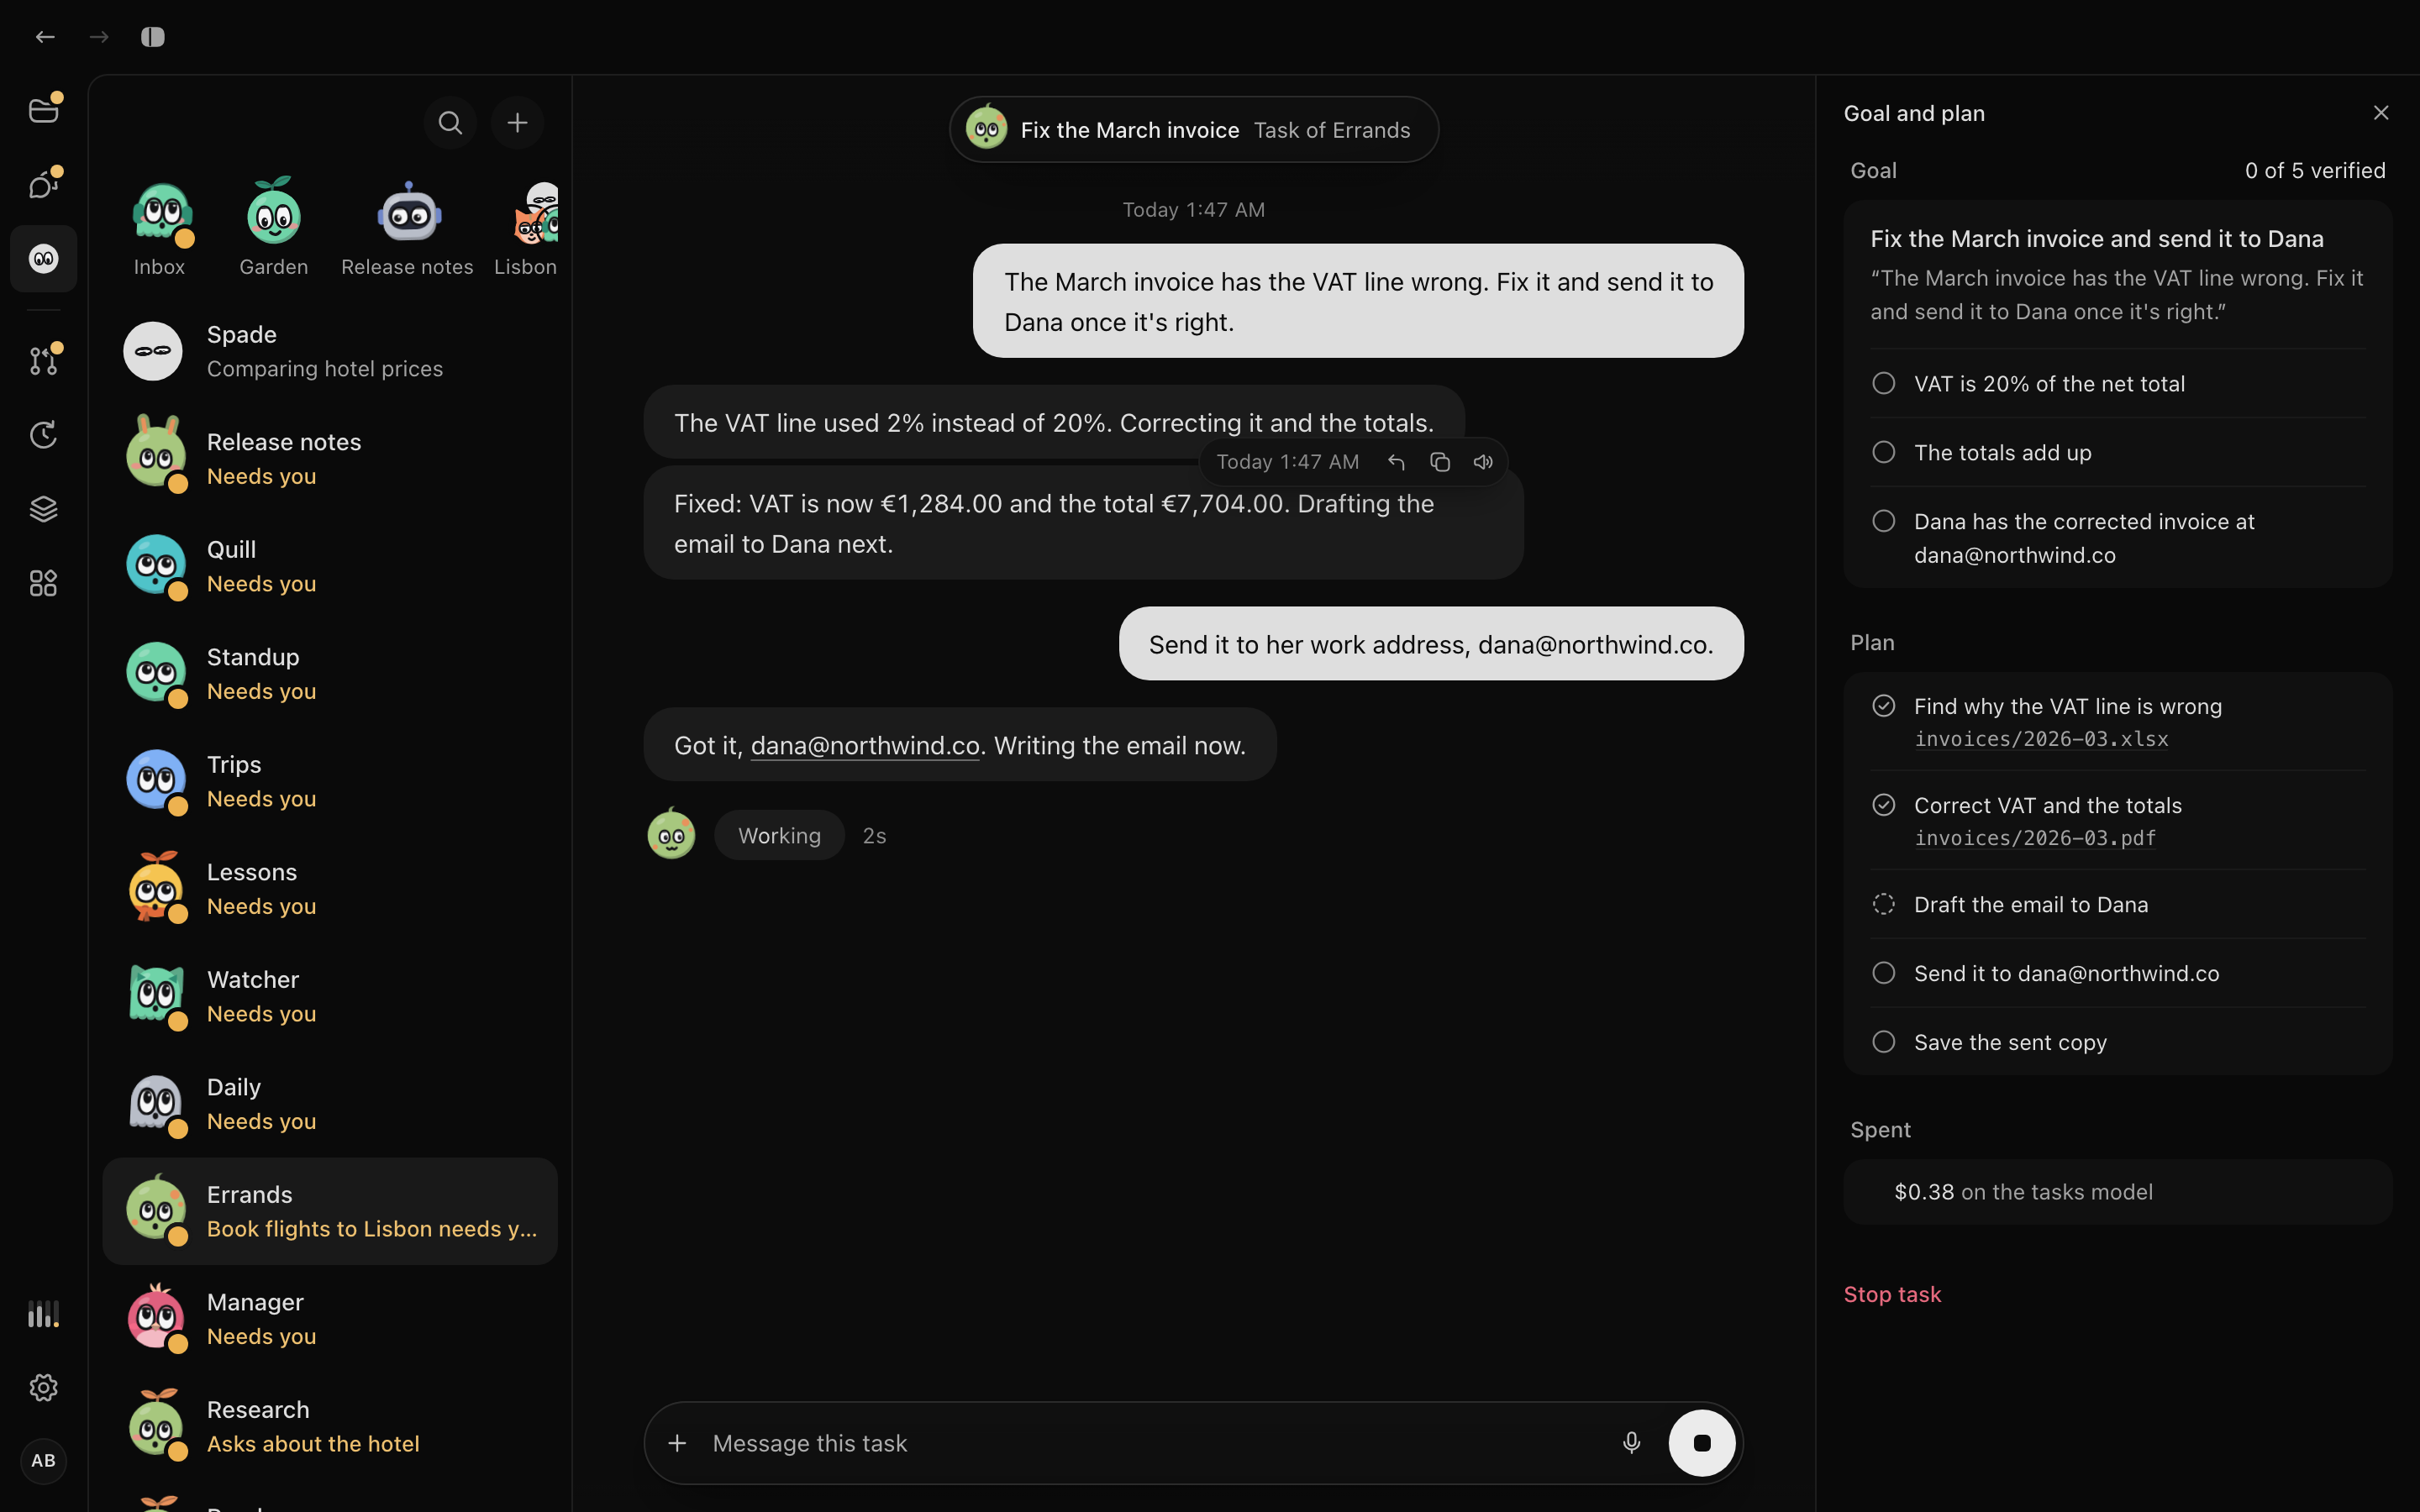 Inbox
Garden
Release notes
Lisbon
Spade
Comparing hotel prices
Release notes
Needs you
Quill
Needs you
Standup
Needs you
Trips
Needs you
Lessons
Needs you
Watcher
Needs you
Daily
Needs you
Errands
Book flights to Lisbon needs y...
Manager
Needs you
Research
Asks about the hotel
AB
Fix the March invoice Task of Errands
Today 1:47 AM
The March invoice has the VAT line wrong. Fix it and send it to
Dana once it's right.
The VAT line used 2% instead of 20%. Correcting it and the totals.
Today 1:47 AM
Fixed: VAT is now €1,284.00 and the total €7,704.00. Drafting the
email to Dana next.
Send it to her work address, dana@northwind.co.
Got it, dana@northwind.co. Writing the email now.
Working 2s
Message this task
Goal and plan
Goal 0 of 5 verified
Fix the March invoice and send it to Dana
“The March invoice has the VAT line wrong. Fix it
and send it to Dana once it's right.”
VAT is 20% of the net total
The totals add up
Dana has the corrected invoice at
dana@northwind.co
Plan
Find why the VAT line is wrong
invoices/2026-03.xlsx
Correct VAT and the totals
invoices/2026-03.pdf
Draft the email to Dana
Send it to dana@northwind.co
Save the sent copy
Spent
$0.38 on the tasks model
Stop task